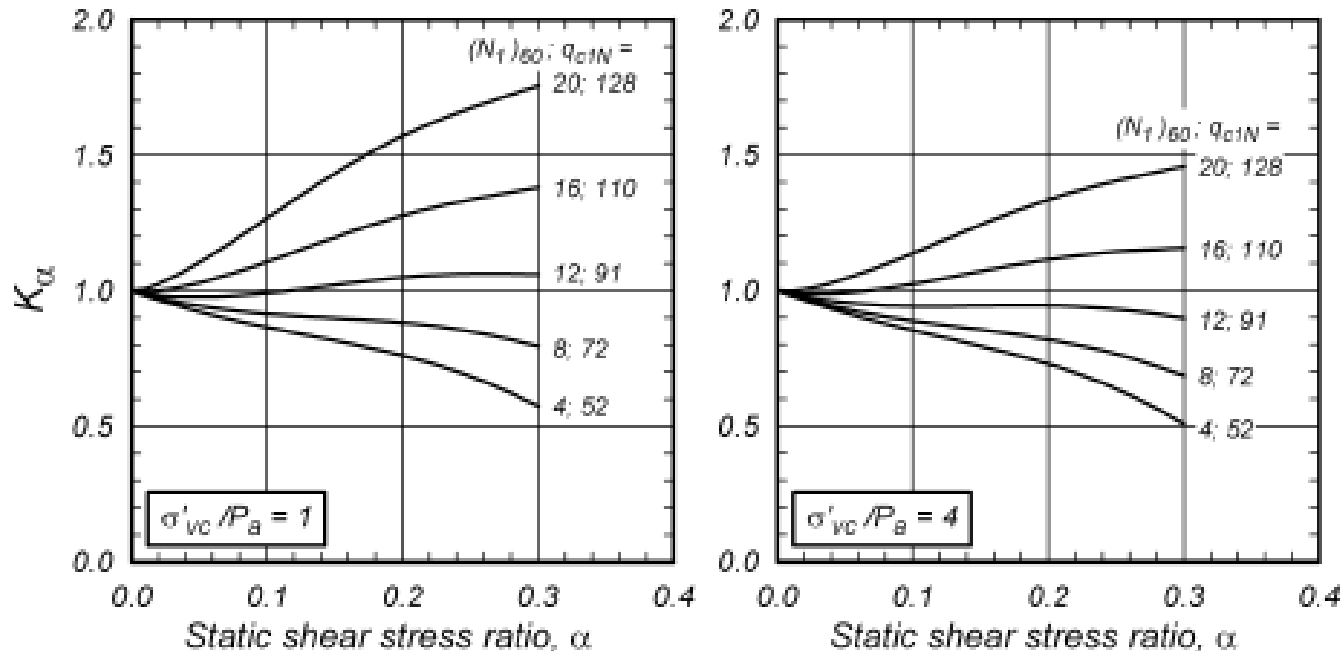 2.0
1.5
1.0
0.5
0.0
Kα
(N1)60; qc1N =
20; 128
16; 110
12; 91
8; 72
4; 52
σ'vc /Pa = 1
0.0 0.1 0.2 0.3 0.4
Static shear stress ratio, α
2.0
1.5
1.0
0.5
0.0
(N1)60; qc1N =
20; 128
16; 110
12; 91
8; 72
4; 52
σ'vc /Pa = 4
0.0 0.1 0.2 0.3 0.4
Static shear stress ratio, α